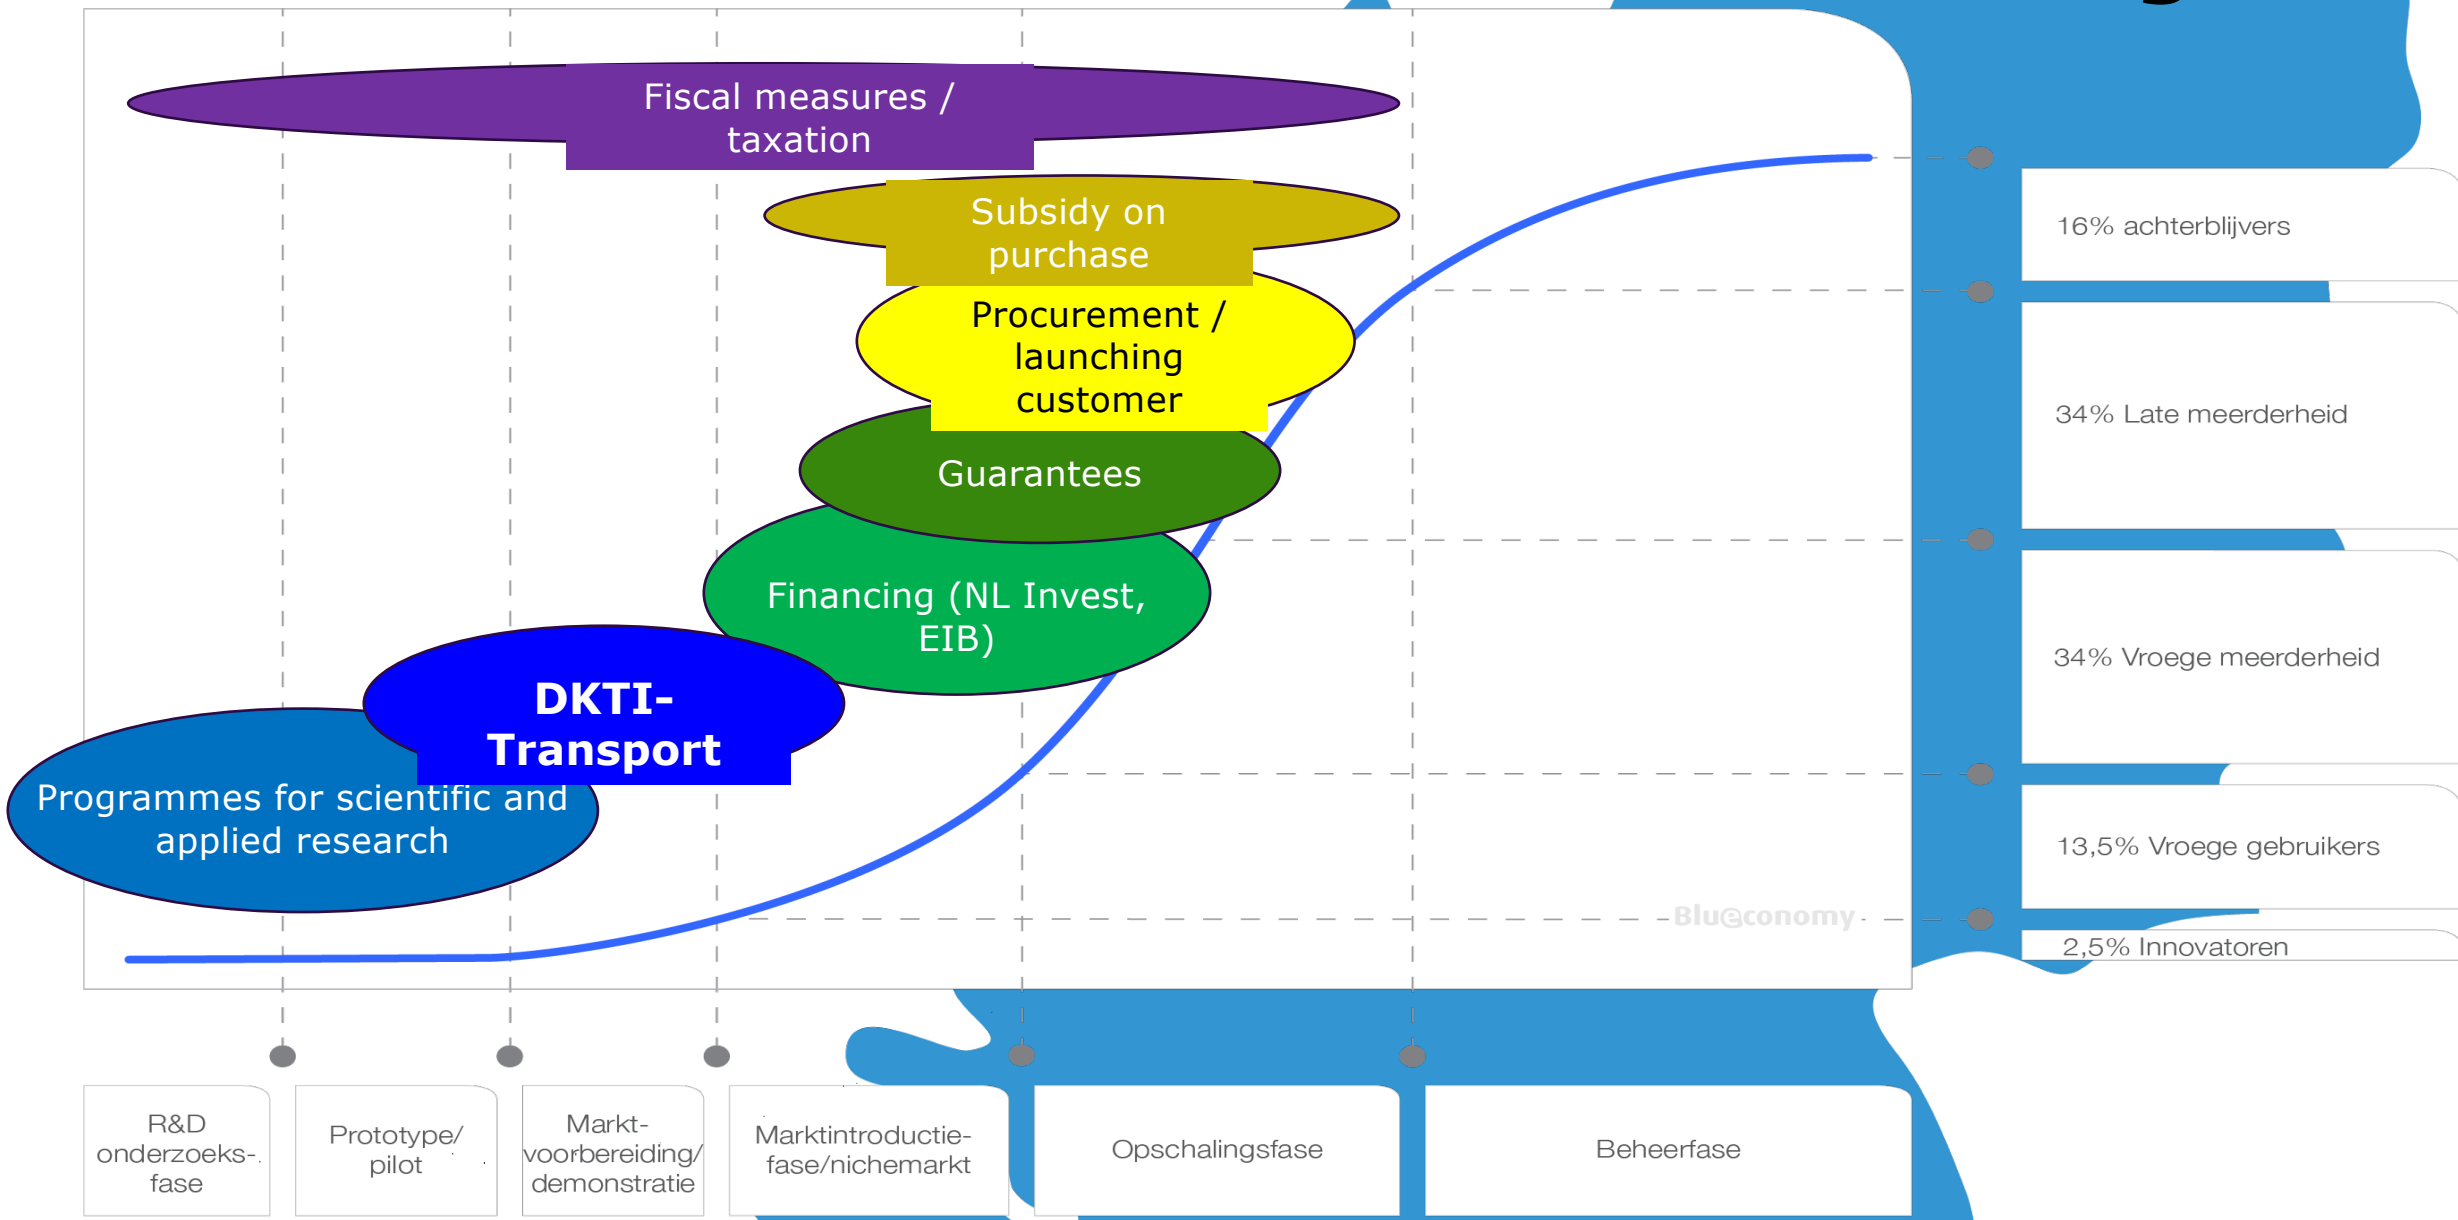 Fiscal measures /
taxation
Subsidy on
purchase
Procurement /
launching
customer
Guarantees
Financing (NL Invest,
EIB)
DKTI-
Transport
Programmes for scientific and
applied research
16% achterblijvers
34% Late meerderheid
34% Vroege meerderheid
13,5% Vroege gebruikers
2,5% Innovatoren
Blueconomy
R&D
onderzoeks-
fase
Prototype/
pilot
Markt-
voorbereiding/
demonstratie
Marktintroductie-
fase/nichemarkt
Opschalingsfase
Beheerfase